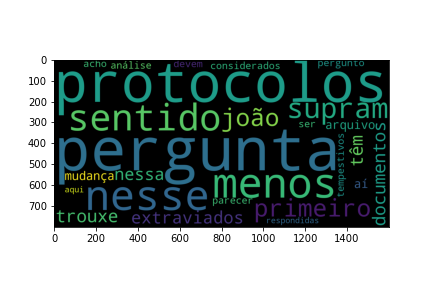 0
100
200
300
400
500
600
700
acho análise devem considerados pergunto
protocolos
sentido joão supram
ser arquivos
pergunta têm tempestivos documentos
mudança nessa menos aí
aqui nesse parecer primeiro
trouxe extraviados respondidas
0 200 400 600 800 1000 1200 1400